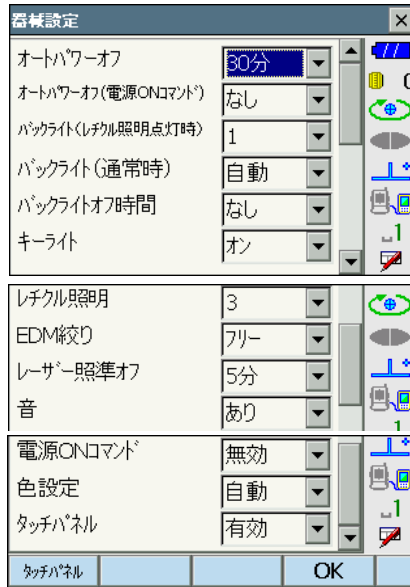 器械設定
オートパワーオフ 30分
オートパワーオフ(電源ONコマンド) なし
バックライト(レチクル照明点灯時) 1
バックライト(通常時) 自動
バックライトオフ時間 なし
キーライト オン
1
レチクル照明 3
EDM絞り フリー
レーザー照準オフ 5分
音 あり
電源ONコマンド 無効
色設定 自動
タッチパネル 有効
1
タッチパネル OK